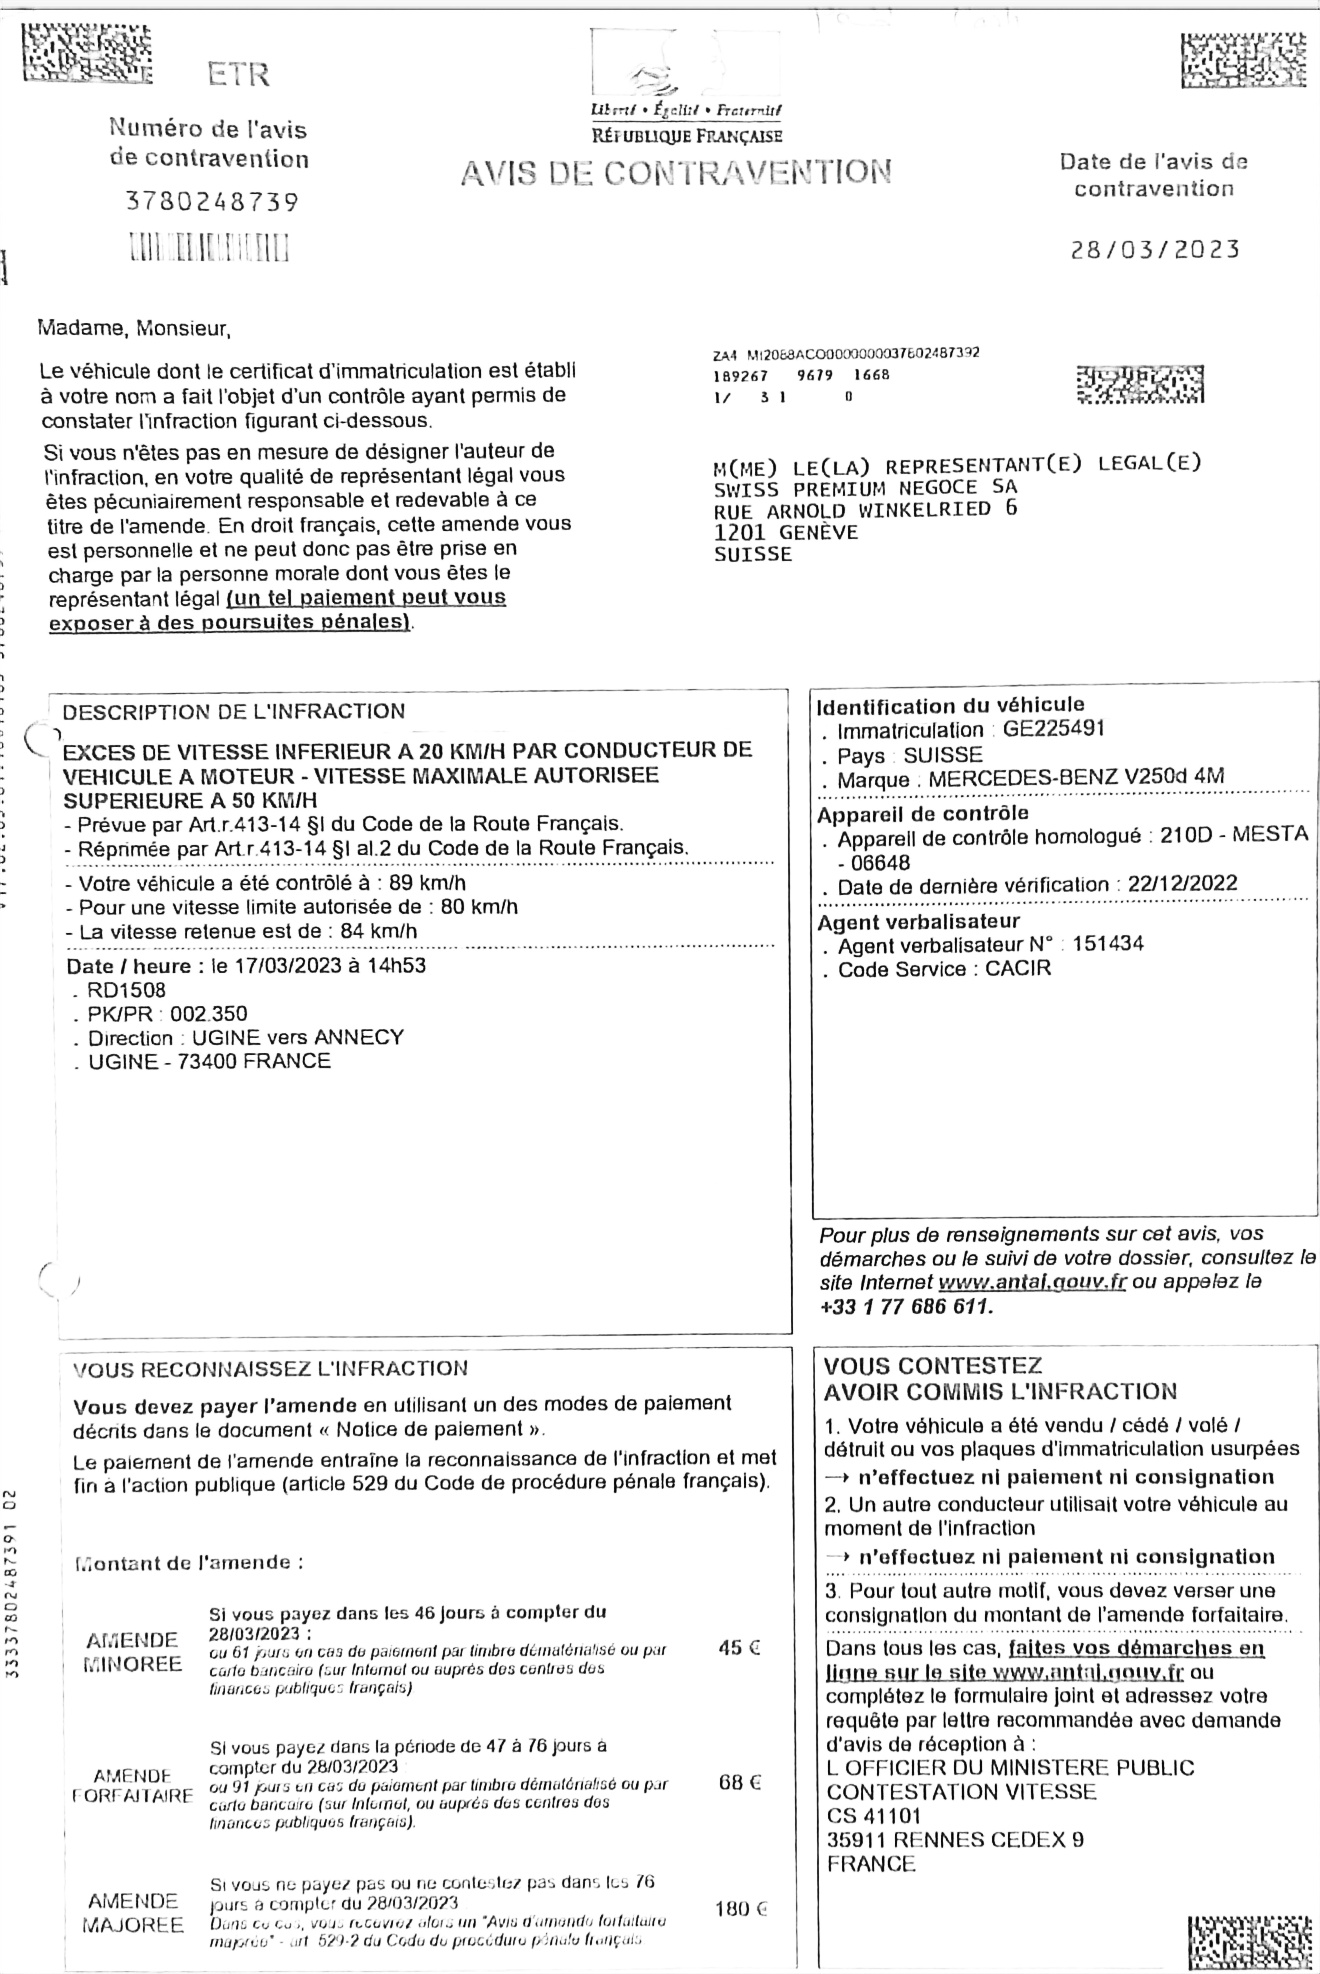 ETR
Liberté • Égalité • Fraternité
RÉPUBLIQUE FRANÇAISE
Numéro de l'avis
de contravention
3780248739
AVIS DE CONTRAVENTION
Date de l'avis de
contravention
28/03/2023
Madame, Monsieur,
Le véhicule dont le certificat d'immatriculation est établi
à votre nom a fait l'objet d'un contrôle ayant permis de
constater l'infraction figurant ci-dessous.
Si vous n'êtes pas en mesure de désigner l'auteur de
l'infraction, en votre qualité de représentant légal vous
êtes pécuniairement responsable et redevable à ce
titre de l'amende. En droit français, cette amende vous
est personnelle et ne peut donc pas être prise en
charge par la personne morale dont vous êtes le
représentant légal (un tel paiement peut vous
exposer à des poursuites pénales).
189267 9679 1668
1/ 3 1 0
M(ME) LE(LA) REPRESENTANT(E) LEGAL(E)
SWISS PREMIUM NEGOCE SA
RUE ARNOLD WINKELRIED 6
1201 GENÈVE
SUISSE
DESCRIPTION DE L'INFRACTION
EXCES DE VITESSE INFERIEUR A 20 KM/H PAR CONDUCTEUR DE
VEHICULE A MOTEUR - VITESSE MAXIMALE AUTORISEE
SUPERIEURE A 50 KM/H
- Prévue par Art.r.413-14 §I du Code de la Route Français.
- Réprimée par Art.r.413-14 §I al.2 du Code de la Route Français.
- Votre véhicule a été contrôlé à : 89 km/h
- Pour une vitesse limite autorisée de : 80 km/h
- La vitesse retenue est de : 84 km/h
Date / heure : le 17/03/2023 à 14h53
. RD1508
. PK/PR : 002.350
. Direction : UGINE vers ANNECY
. UGINE - 73400 FRANCE
Identification du véhicule
. Immatriculation : GE225491
. Pays : SUISSE
. Marque : MERCEDES-BENZ V250d 4M
Appareil de contrôle
. Appareil de contrôle homologué : 210D - MESTA
- 06648
. Date de dernière vérification : 22/12/2022
Agent verbalisateur
. Agent verbalisateur N° : 151434
. Code Service : CACIR
Pour plus de renseignements sur cet avis, vos
démarches ou le suivi de votre dossier, consultez le
site Internet www.antai.gouv.fr ou appelez le
+33 1 77 686 611.
VOUS RECONNAISSEZ L'INFRACTION
Vous devez payer l'amende en utilisant un des modes de paiement
décrits dans le document « Notice de paiement ».
Le paiement de l'amende entraîne la reconnaissance de l'infraction et met
fin à l'action publique (article 529 du Code de procédure pénale français).
Montant de l'amende :
AMENDE
MINOREE
Si vous payez dans les 46 jours à compter du
28/03/2023 :
ou 61 jours en cas de paiement par timbre dématérialisé ou par
carte bancaire (sur Internet ou auprès des centres des
finances publiques français)
45 €
AMENDE
FORFAITAIRE
Si vous payez dans la période de 47 à 76 jours à
compter du 28/03/2023
ou 91 jours en cas de paiement par timbre dématérialisé ou par
carte bancaire (sur Internet, ou auprès des centres des
finances publiques français).
68 €
AMENDE
MAJOREE
Si vous ne payez pas ou ne contestez pas dans les 76
jours à compter du 28/03/2023
Dans ce cas, vous recevrez alors un "Avis d'amende forfaitaire
majorée" - art 529-2 du Code de procédure pénale français
180 €
VOUS CONTESTEZ
AVOIR COMMIS L'INFRACTION
1. Votre véhicule a été vendu / cédé / volé /
détruit ou vos plaques d'immatriculation usurpées
→ n'effectuez ni paiement ni consignation
2. Un autre conducteur utilisait votre véhicule au
moment de l'infraction
→ n'effectuez ni paiement ni consignation
3. Pour tout autre motif, vous devez verser une
consignation du montant de l'amende forfaitaire.
Dans tous les cas, faites vos démarches en
ligne sur le site www.antai.gouv.fr ou
complétez le formulaire joint et adressez votre
requête par lettre recommandée avec demande
d'avis de réception à :
L OFFICIER DU MINISTERE PUBLIC
CONTESTATION VITESSE
CS 41101
35911 RENNES CEDEX 9
FRANCE
33337802487391 02